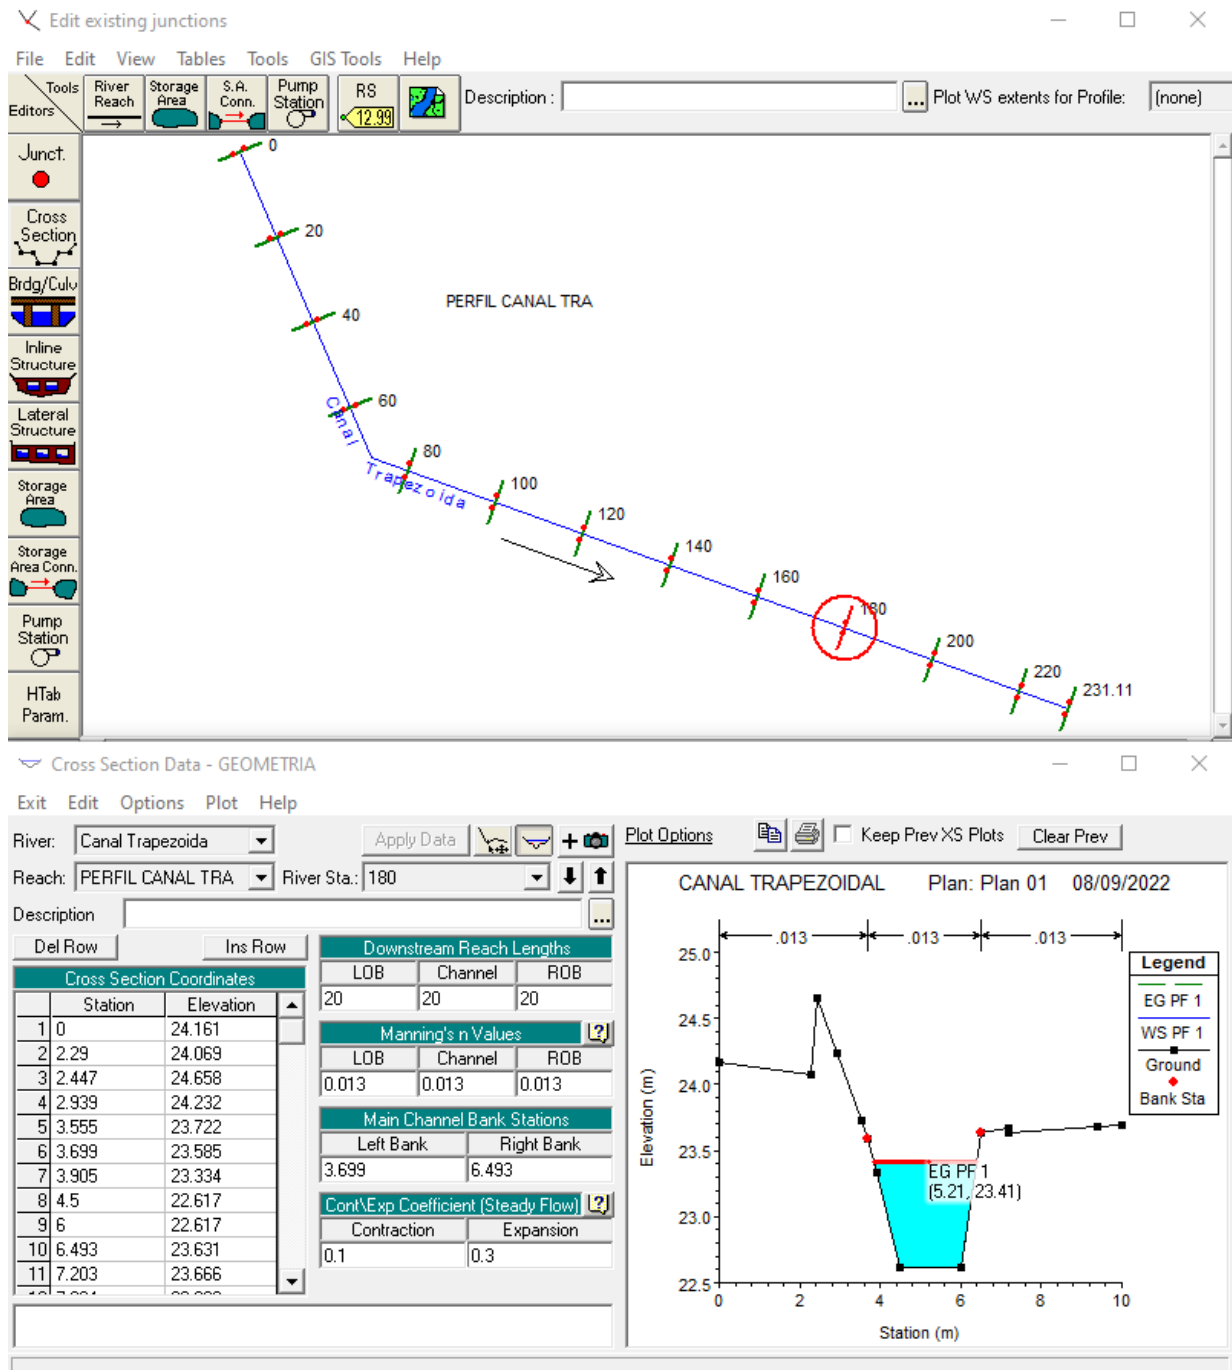 Edit existing junctions
File Edit View Tables Tools GIS Tools Help
Tools
Editors
River
Reach
Storage
Area
S.A.
Conn.
Pump
Station
RS
12.99
Description :
...
Plot WS extents for Profile:
(none)
Junct.
Cross
Section
Brdg/Culv
Inline
Structure
Lateral
Structure
Storage
Area
Storage
Area Conn.
Pump
Station
HTab
Param.
0
20
40
60
80
100
120
140
160
180
200
220
231.11
PERFIL CANAL TRA
Canal Trapezoida
Cross Section Data - GEOMETRIA
Exit Edit Options Plot Help
River: Canal Trapezoida Apply Data
Reach: PERFIL CANAL TRA River Sta.: 180
Description ...
Del Row Ins Row
Cross Section Coordinates
Station Elevation
1 0 24.161
2 2.29 24.069
3 2.447 24.658
4 2.939 24.232
5 3.555 23.722
6 3.699 23.585
7 3.905 23.334
8 4.5 22.617
9 6 22.617
10 6.493 23.631
11 7.203 23.666
Downstream Reach Lengths
LOB Channel ROB
20 20 20
Manning's n Values ?
LOB Channel ROB
0.013 0.013 0.013
Main Channel Bank Stations
Left Bank Right Bank
3.699 6.493
Cont\Exp Coefficient (Steady Flow) ?
Contraction Expansion
0.1 0.3
Plot Options Keep Prev XS Plots Clear Prev
CANAL TRAPEZOIDAL Plan: Plan 01 08/09/2022
.013 .013 .013
25.0
24.5
24.0
23.5
23.0
22.5
Elevation (m)
0 2 4 6 8 10
Station (m)
EG PF 1
(5.21, 23.41)
Legend
EG PF 1
WS PF 1
Ground
Bank Sta